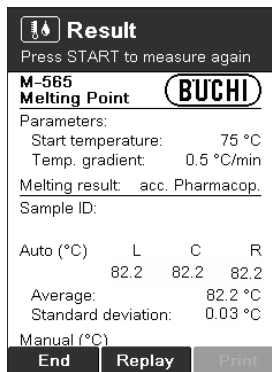 Result
Press START to measure again
M-565
Melting Point
BÜCHI
Parameters:
Start temperature: 75 °C
Temp. gradient: 0.5 °C/min
Melting result: acc. Pharmacop.
Sample ID:
Auto (°C) L C R
82.2 82.2 82.2
Average: 82.2 °C
Standard deviation: 0.03 °C
Manual (°C)
End Replay Print